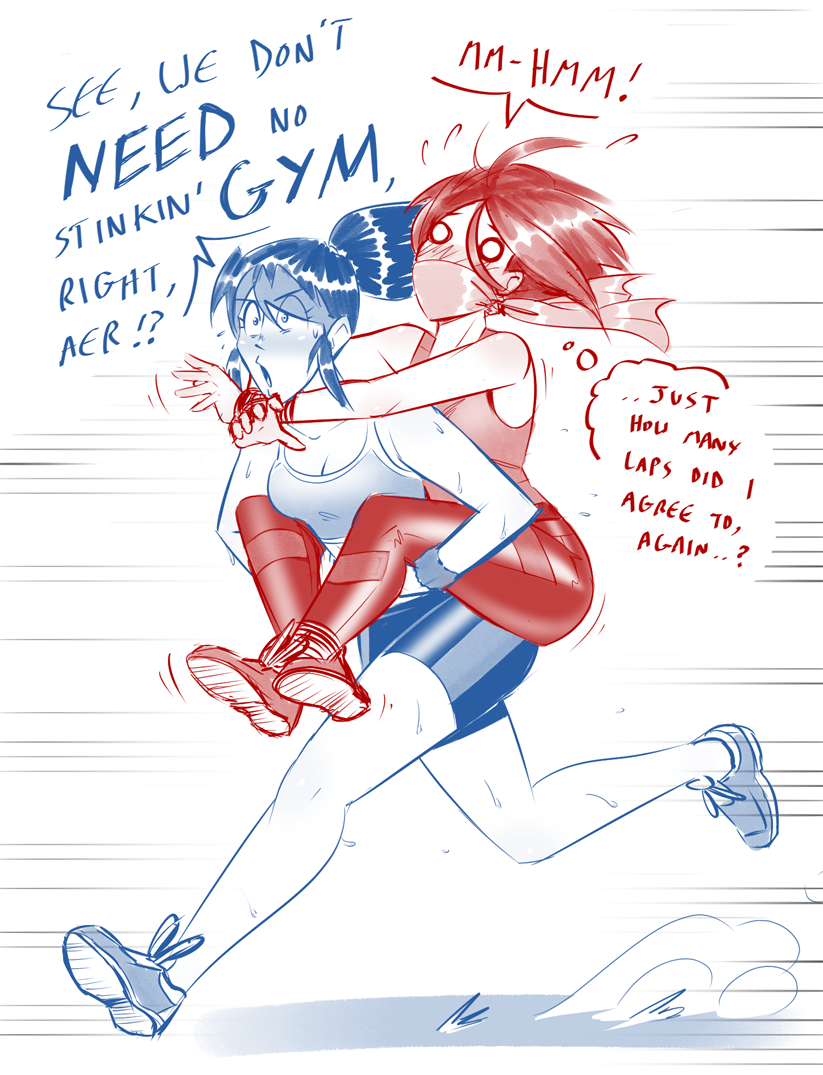 SEE, WE DON'T
NEED NO
STINKIN' GYM,
RIGHT,
AER!?
MM-HMM!
..JUST
HOW MANY
LAPS DID I
AGREE TO,
AGAIN..?